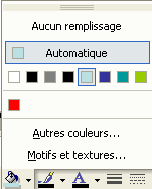 Aucun remplissage
Automatique
Autres couleurs...
Motifs et textures...
A